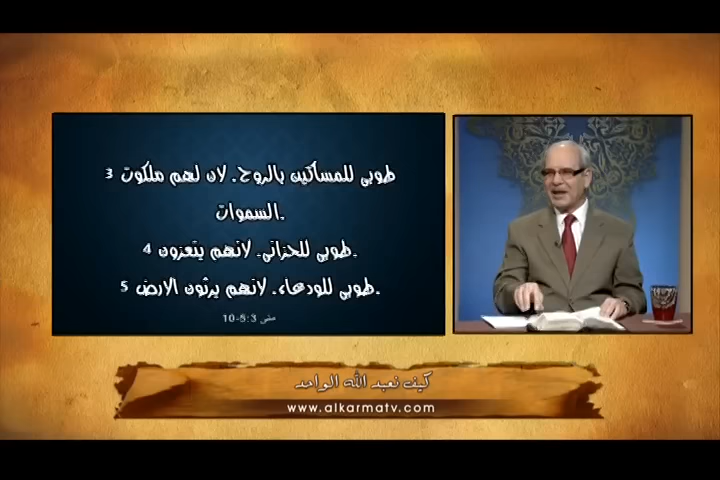 3 طوبى للمساكين بالروح. لان لهم ملكوت
السموات.
4 طوبى للحزانى. لانهم يتعزون.
5 طوبى للودعاء. لانهم يرثون الارض.
متى 5:3-10
كيف نعبد الله الواحد
www.alkarmatv.com